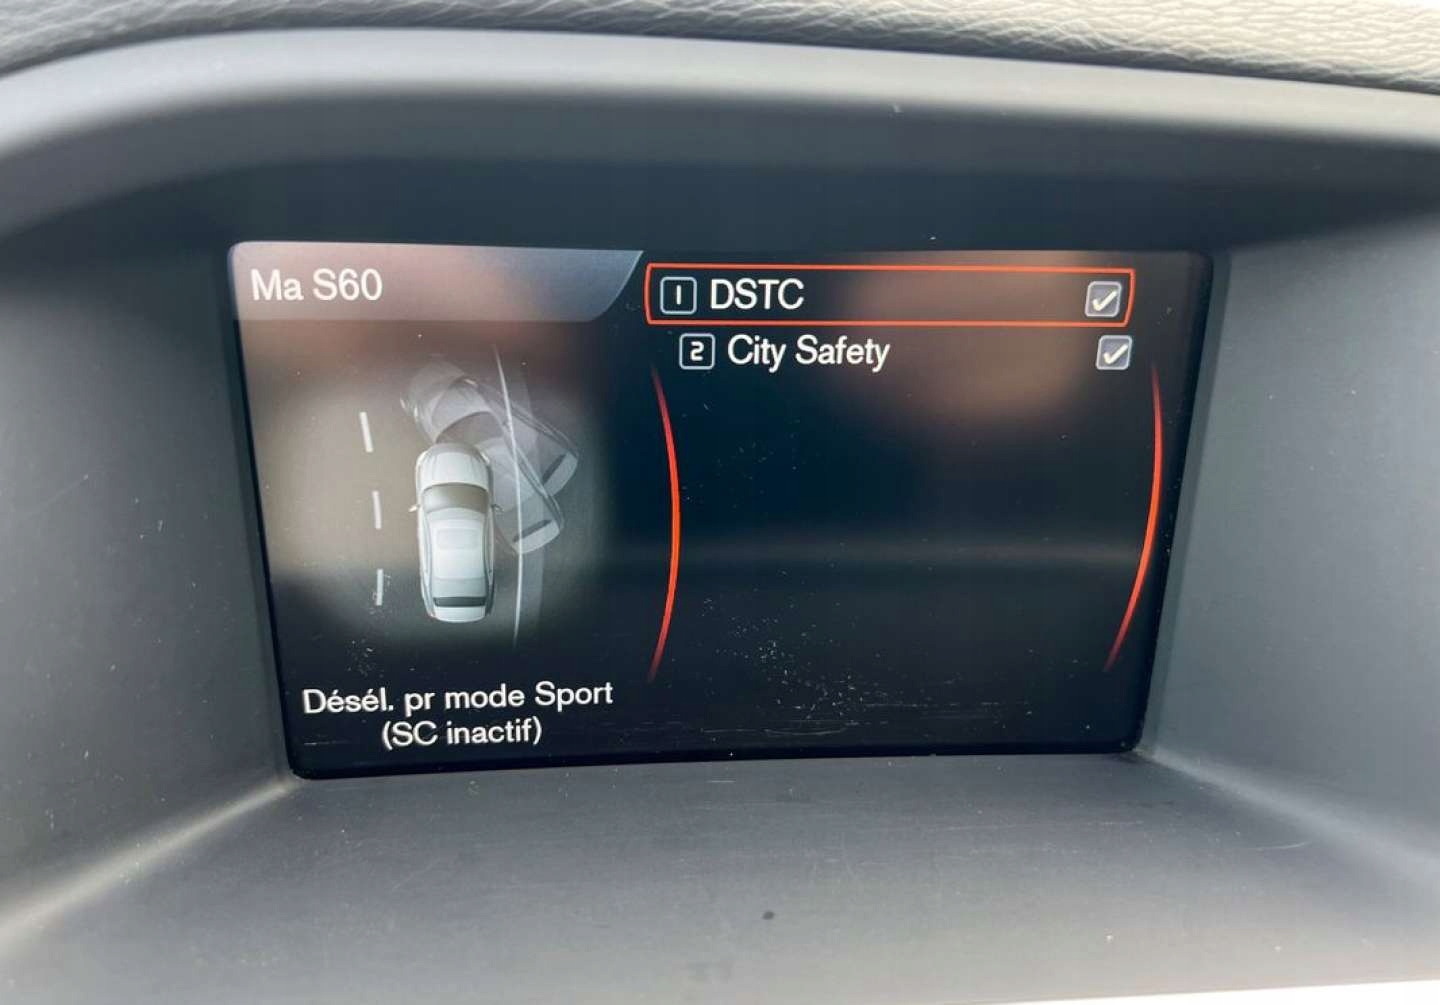 Ma S60
1 DSTC
2 City Safety
Désél. pr mode Sport
(SC inactif)